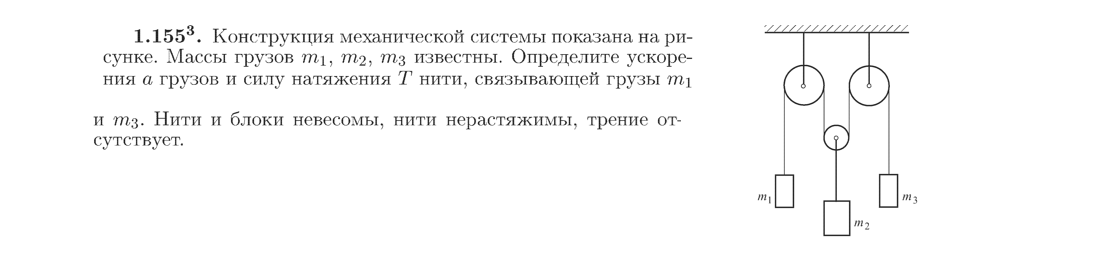 1.155³. Конструкция механической системы показана на ри-
сунке. Массы грузов m₁, m₂, m₃ известны. Определите ускоре-
ния a грузов и силу натяжения T нити, связывающей грузы m₁
и m₃. Нити и блоки невесомы, нити нерастяжимы, трение от-
сутствует.
m₁
m₃
m₂